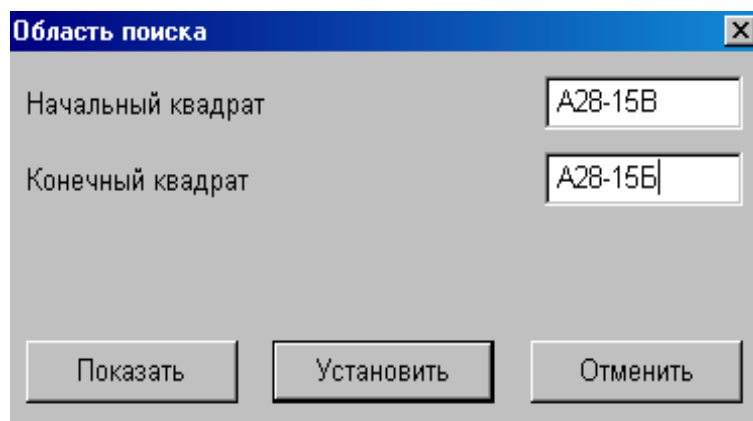 Область поиска
Начальный квадрат А28-15В
Конечный квадрат А28-15Б
Показать Установить Отменить